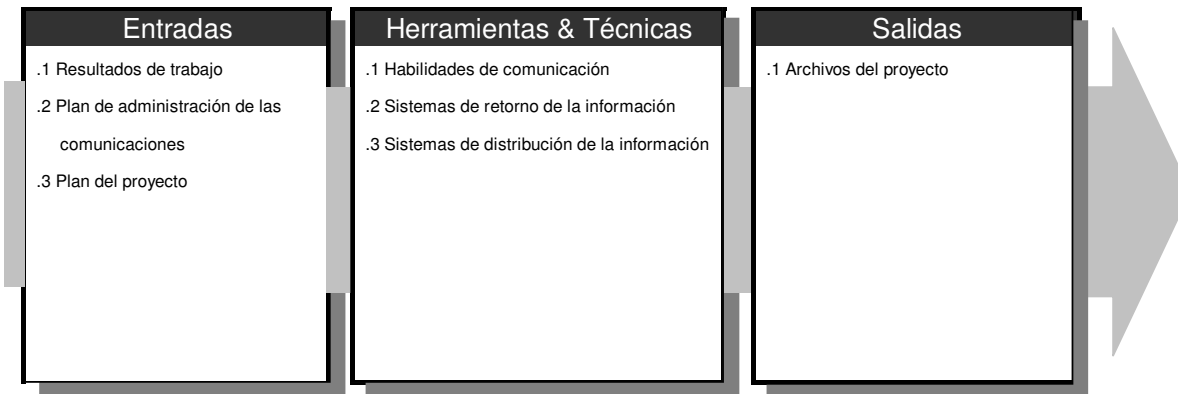 Entradas
.1 Resultados de trabajo
.2 Plan de administración de las
comunicaciones
.3 Plan del proyecto
Herramientas & Técnicas
.1 Habilidades de comunicación
.2 Sistemas de retorno de la información
.3 Sistemas de distribución de la información
Salidas
.1 Archivos del proyecto